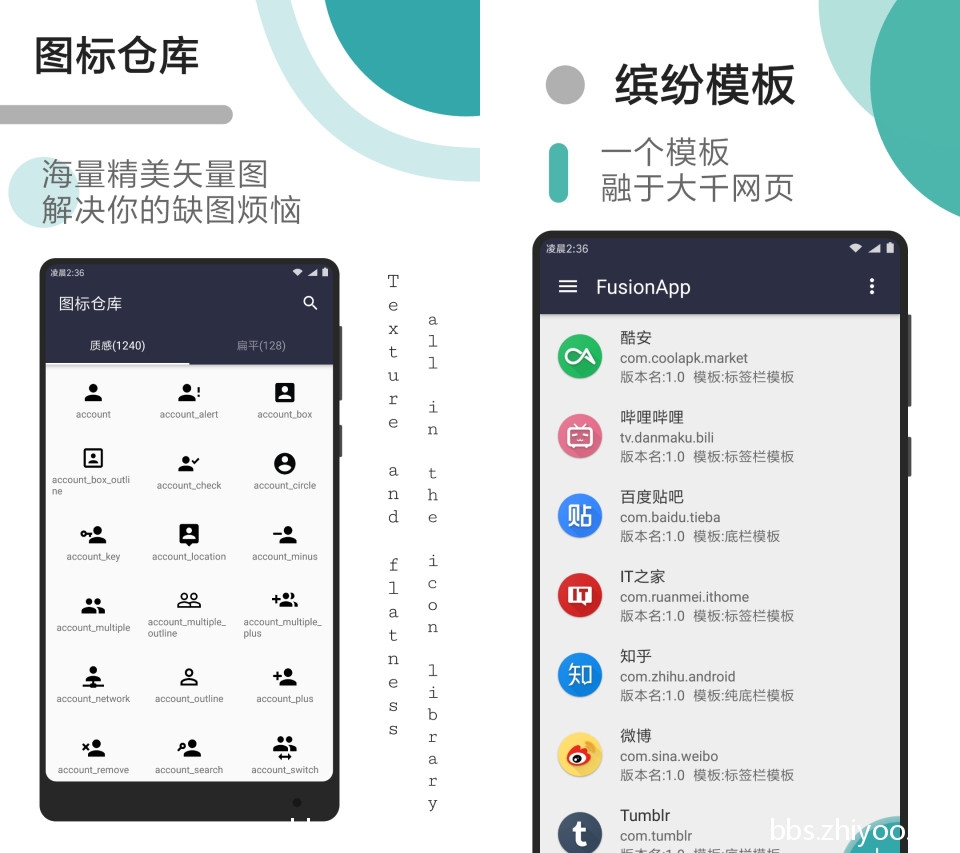 图标仓库
海量精美矢量图
解决你的缺图烦恼
凌晨2:36
图标仓库
质感(1240)
扁平(128)
account
account_alert
account_box
account_box_outli
ne
account_check
account_circle
account_key
account_location
account_minus
account_multiple
account_multiple_
outline
account_multiple_
plus
account_network
account_outline
account_plus
account_remove
account_search
account_switch
Texture and flatness
all in the icon library
缤纷模板
一个模板
融于大千网页
凌晨2:36
FusionApp
酷安
com.coolapk.market
版本名:1.0 模板:标签栏模板
哔哩哔哩
tv.danmaku.bili
版本名:1.0 模板:标签栏模板
贴
百度贴吧
com.baidu.tieba
版本名:1.0 模板:底栏模板
IT
IT之家
com.ruanmei.ithome
版本名:1.0 模板:标签栏模板
知
知乎
com.zhihu.android
版本名:1.0 模板:纯底栏模板
微博
com.sina.weibo
版本名:1.0 模板:标签栏模板
t
Tumblr
com.tumblr
bbs.zhiyoo.